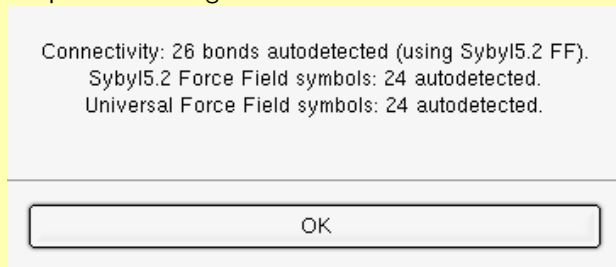 Connectivity: 26 bonds autodetected (using Sybyl5.2 FF).
Sybyl5.2 Force Field symbols: 24 autodetected.
Universal Force Field symbols: 24 autodetected.
OK